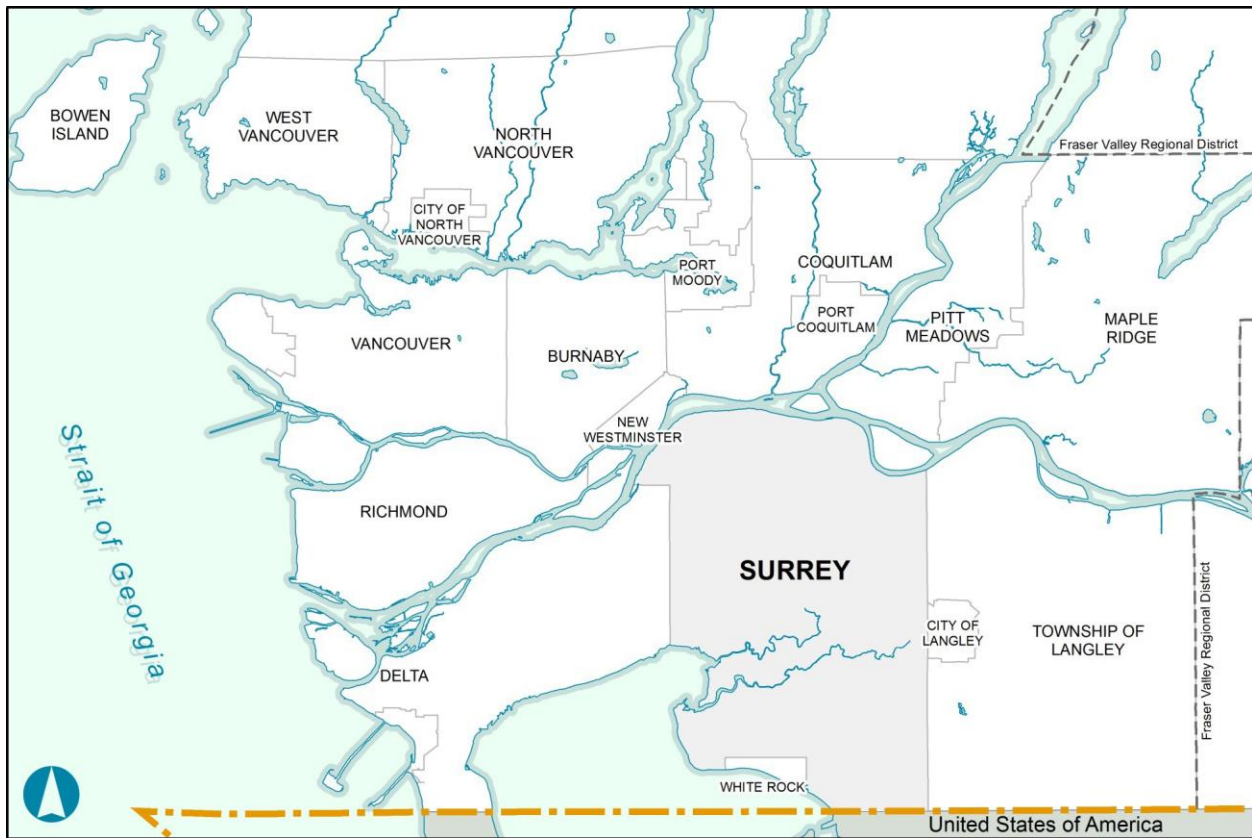 BOWEN
ISLAND
WEST
VANCOUVER
NORTH
VANCOUVER
Fraser Valley Regional District
CITY OF
NORTH
VANCOUVER
PORT
MOODY
COQUITLAM
PORT
COQUITLAM
PITT
MEADOWS
MAPLE
RIDGE
VANCOUVER
BURNABY
NEW
WESTMINSTER
Strait of Georgia
RICHMOND
SURREY
CITY OF
LANGLEY
TOWNSHIP OF
LANGLEY
Fraser Valley Regional District
DELTA
WHITE ROCK
United States of America